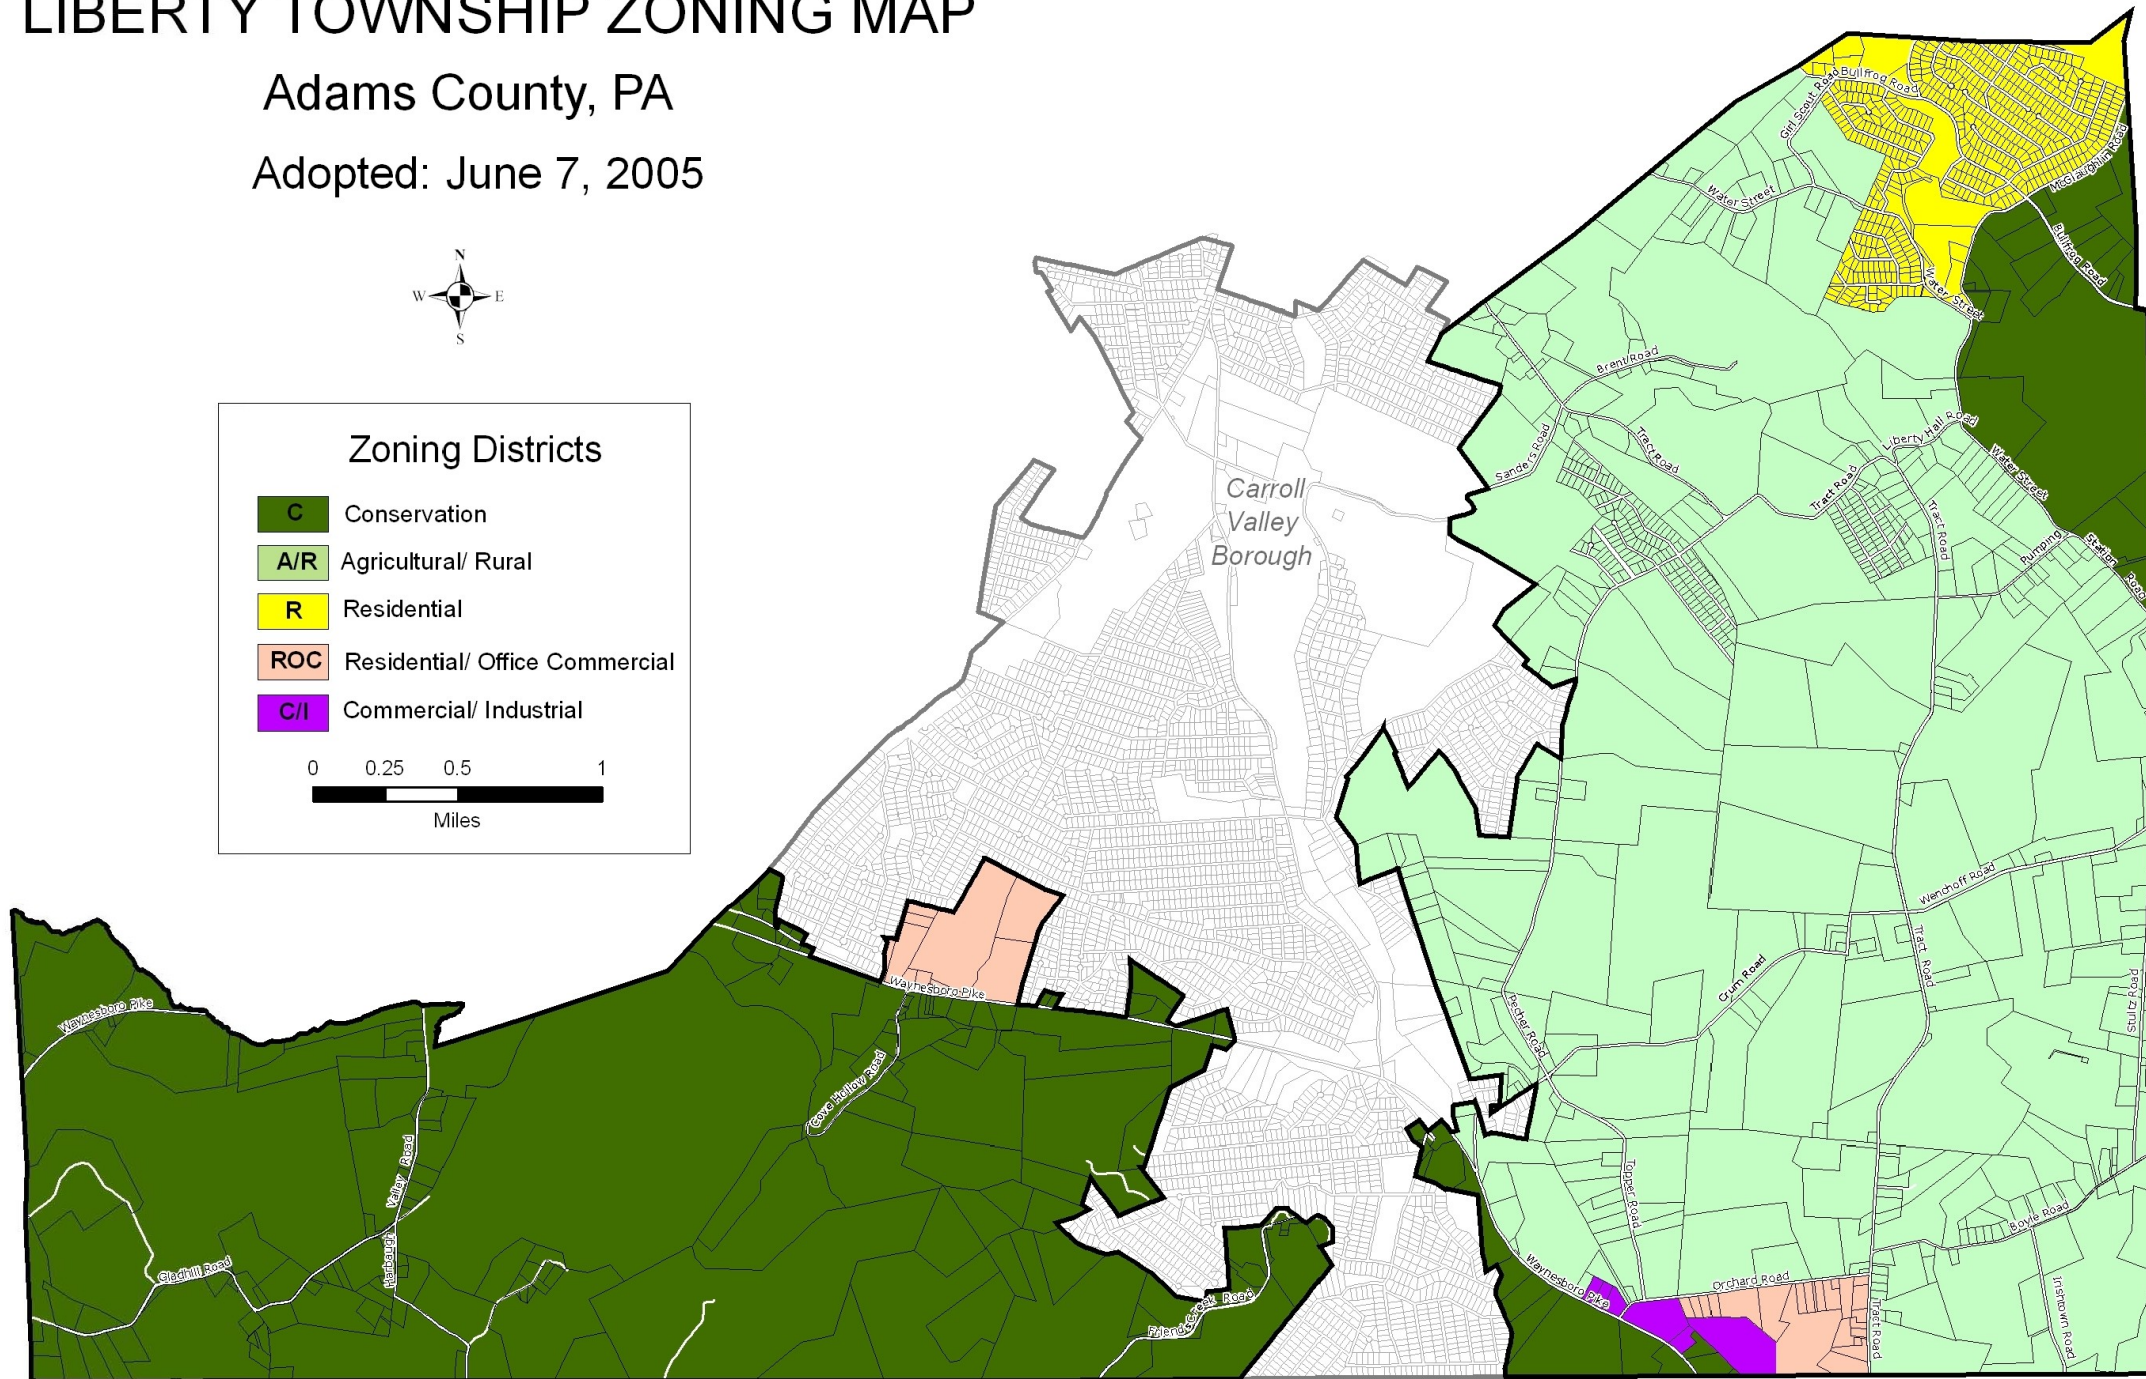 LIBERTY TOWNSHIP ZONING MAP
Adams County, PA
Adopted: June 7, 2005
N
W
E
S
Zoning Districts
C Conservation
A/R Agricultural/ Rural
R Residential
ROC Residential/ Office Commercial
C/I Commercial/ Industrial
0 0.25 0.5 1
Miles
Carroll
Valley
Borough
Bullfrog Road
Girl Scout Road
McGlaughlin Road
Water Street
Bullfrog Road
Water Street
Brent Road
Liberty Hall Road
Sanders Road
Tract Road
Tract Road
Water Street
Tract Road
Pumping
Station
Road
Wenchoff Road
Tract Road
Crum Road
Stultz Road
Pecher Road
Waynesboro Pike
Waynesboro Pike
Cove Hollow Road
Valley Road
Harbaugh
Topper Road
Boyle Road
Gladhill Road
Waynesboro Pike
Orchard Road
Friends Creek Road
Tract Road
Irishtown Road